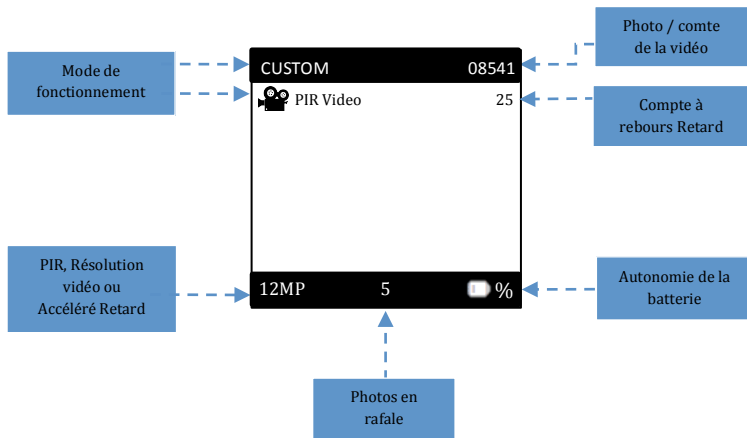 Photo / comte
de la vidéo
Mode de
fonctionnement
CUSTOM 08541
PIR Video 25
Compte à
rebours Retard
PIR, Résolution
vidéo ou
Accéléré Retard
12MP 5 %
Autonomie de la
batterie
Photos en
rafale